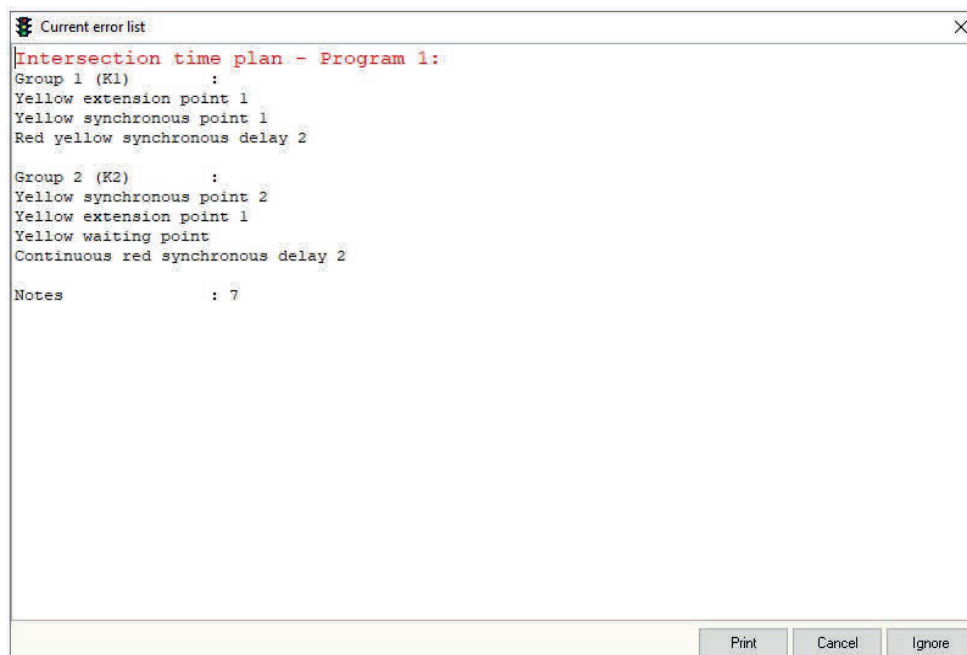 Current error list
Intersection time plan - Program 1:
Group 1 (K1) :
Yellow extension point 1
Yellow synchronous point 1
Red yellow synchronous delay 2
Group 2 (K2) :
Yellow synchronous point 2
Yellow extension point 1
Yellow waiting point
Continuous red synchronous delay 2
Notes : 7
Print Cancel Ignore